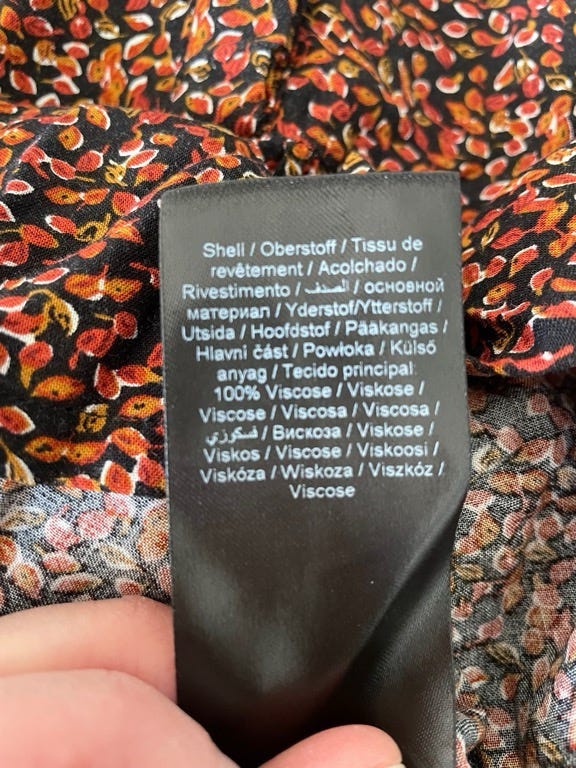 Shell / Oberstoff / Tissu de
revêtement / Acolchado /
Rivestimento / الصدف / основной
материал / Yderstof/Ytterstoff /
Utsida / Hoofdstof / Pääkangas /
Hlavni část / Powłoka / Külső
anyag / Tecido principal:
100% Viscose / Viskose /
Viscose / Viscosa / Viscosa /
فسكوزي / Вискоза / Viskose /
Viskos / Viscose / Viskoosi /
Viskóza / Wiskoza / Viszkóz /
Viscose